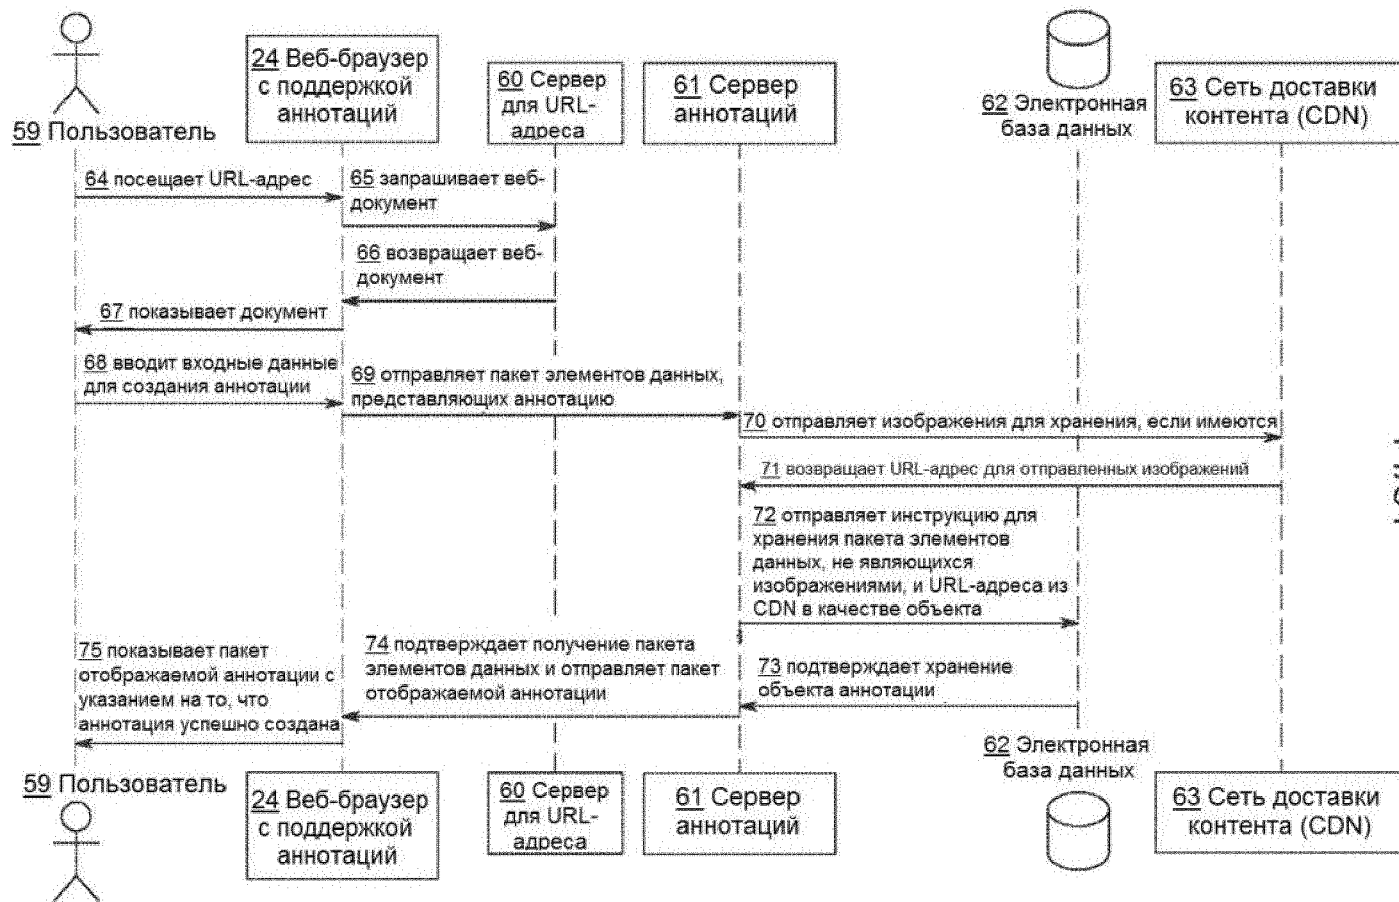 59 Пользователь
24 Веб-браузер
с поддержкой
аннотаций
60 Сервер
для URL-
адреса
61 Сервер
аннотаций
62 Электронная
база данных
63 Сеть доставки
контента (CDN)
64 посещает URL-адрес
65 запрашивает веб-
документ
66 возвращает веб-
документ
67 показывает документ
68 вводит входные данные
для создания аннотации
69 отправляет пакет элементов данных,
представляющих аннотацию
70 отправляет изображения для хранения, если имеются
71 возвращает URL-адрес для отправленных изображений
72 отправляет инструкцию для
хранения пакета элементов
данных, не являющихся
изображениями, и URL-адреса из
CDN в качестве объекта
73 подтверждает хранение
объекта аннотации
74 подтверждает получение пакета
элементов данных и отправляет пакет
отображаемой аннотации
75 показывает пакет
отображаемой аннотации с
указанием на то, что
аннотация успешно создана
59 Пользователь
24 Веб-браузер
с поддержкой
аннотаций
60 Сервер
для URL-
адреса
61 Сервер
аннотаций
62 Электронная
база данных
63 Сеть доставки
контента (CDN)